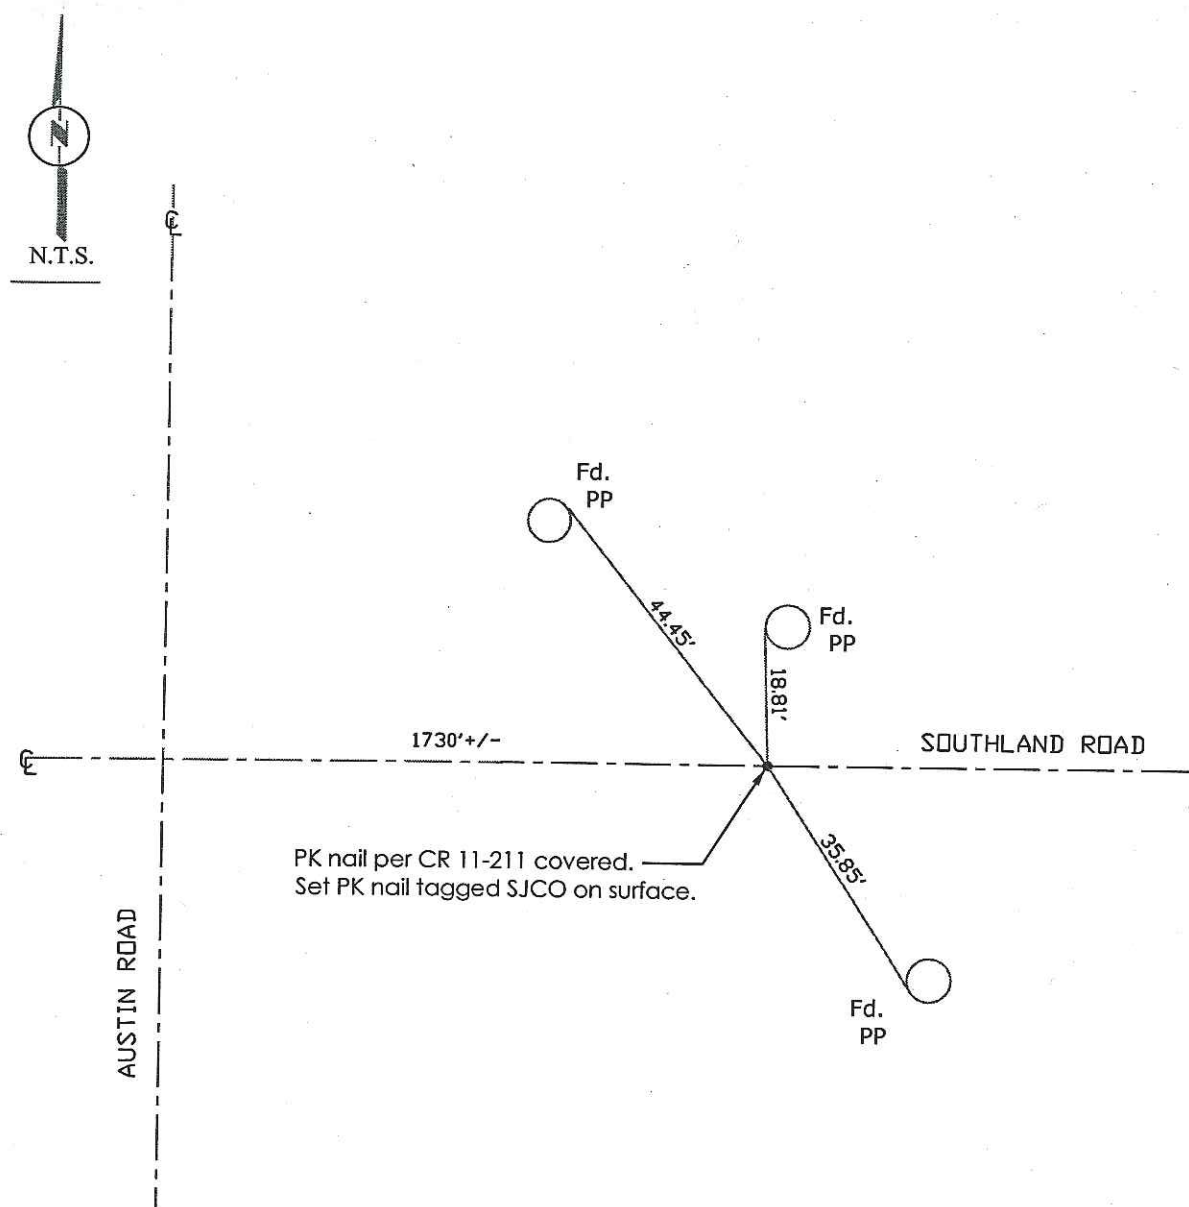 N
N.T.S.
℄
Fd.
PP
44.45'
Fd.
PP
18.81'
1730'+/-
SOUTHLAND ROAD
℄
PK nail per CR 11-211 covered.
Set PK nail tagged SJCO on surface.
35.85'
AUSTIN ROAD
Fd.
PP